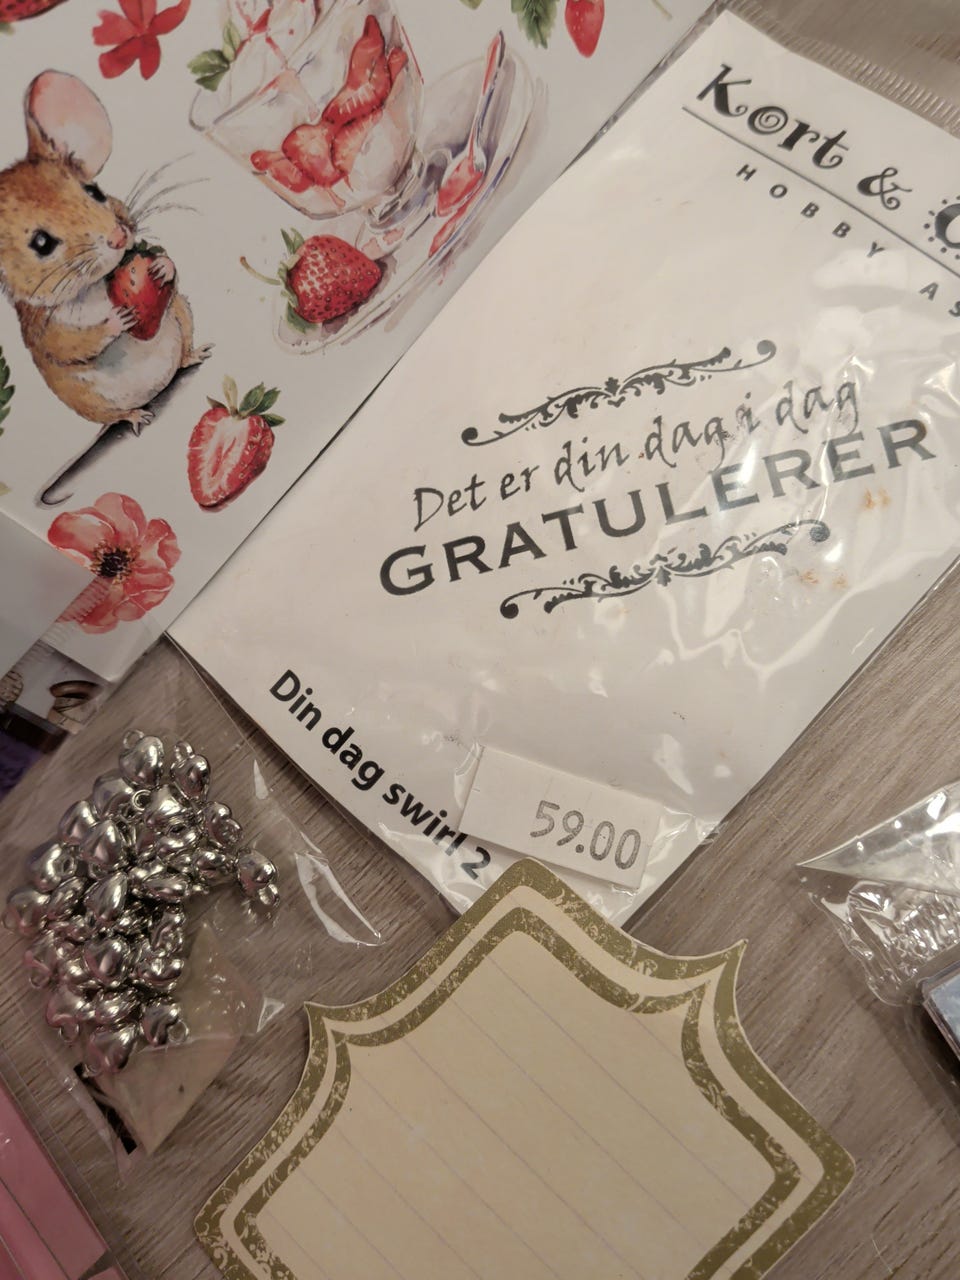 Kort &
HOBBY
Det er din dag i dag
GRATULERER
Din dag swirl 2
59.00